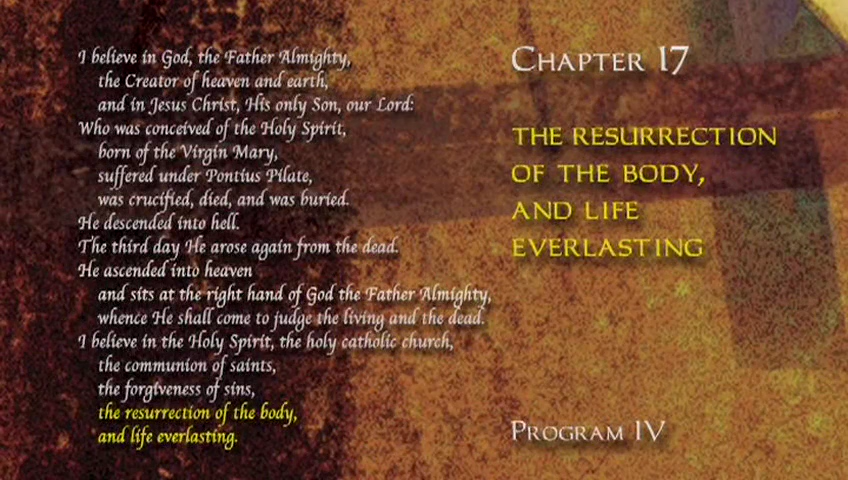 I believe in God, the Father Almighty,
the Creator of heaven and earth,
and in Jesus Christ, His only Son, our Lord:
Who was conceived of the Holy Spirit,
born of the Virgin Mary,
suffered under Pontius Pilate,
was crucified, died, and was buried.
He descended into hell.
The third day He arose again from the dead.
He ascended into heaven
and sits at the right hand of God the Father Almighty,
whence He shall come to judge the living and the dead.
I believe in the Holy Spirit, the holy catholic church,
the communion of saints,
the forgiveness of sins,
the resurrection of the body,
and life everlasting.
CHAPTER 17
THE RESURRECTION
OF THE BODY,
AND LIFE
EVERLASTING
PROGRAM IV